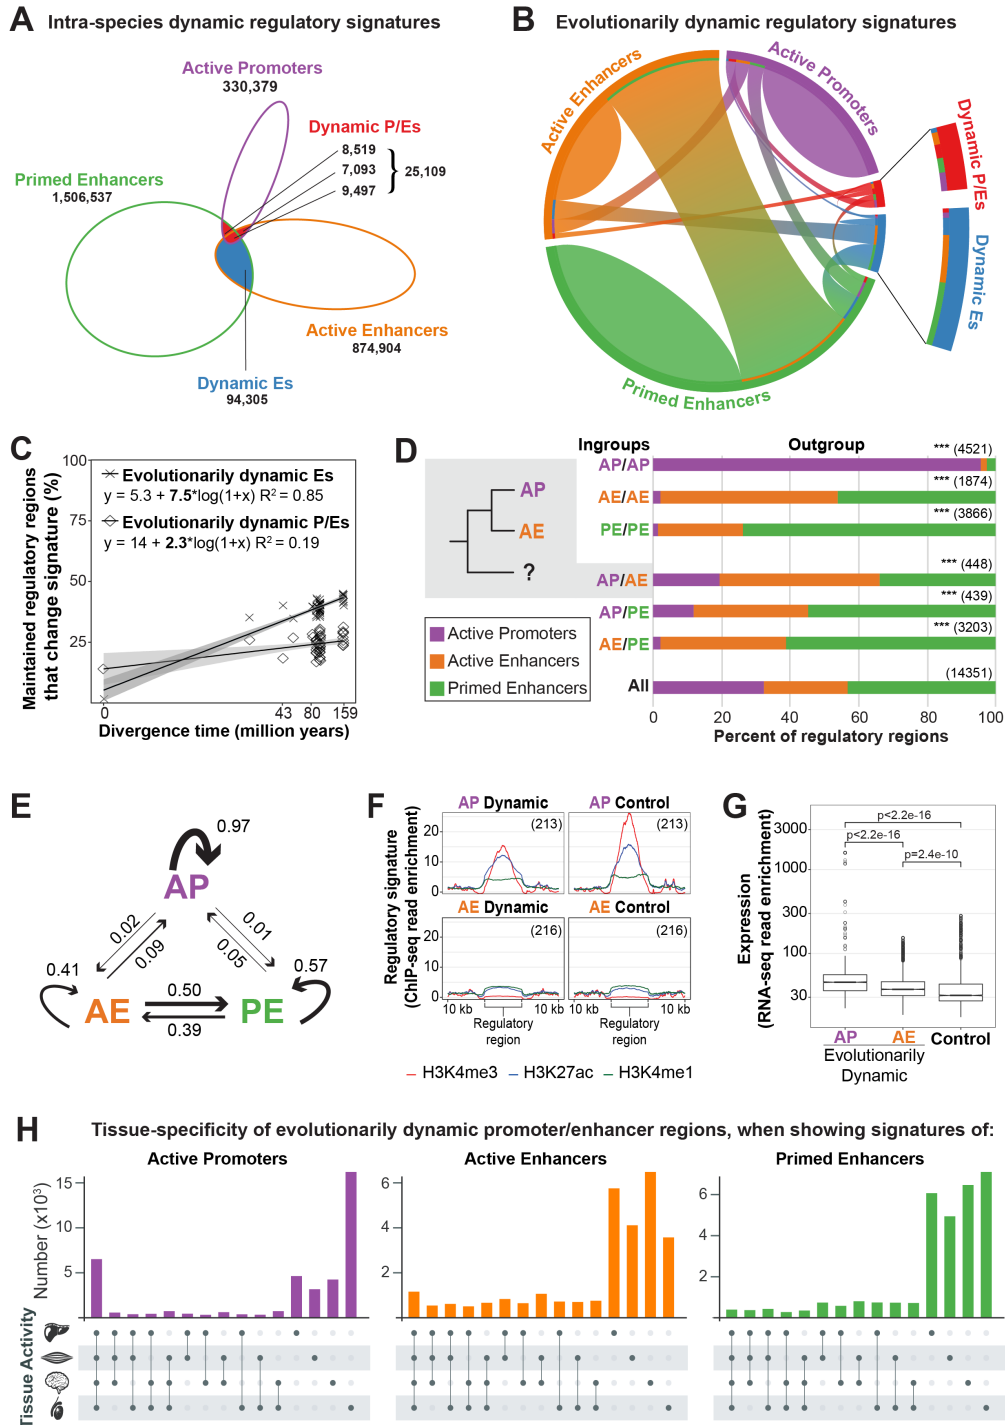 A Intra-species dynamic regulatory signatures
Active Promoters
330,379
Dynamic P/Es
8,519
7,093
9,497
25,109
Primed Enhancers
1,506,537
Active Enhancers
874,904
Dynamic Es
94,305
B Evolutionarily dynamic regulatory signatures
Active Enhancers
Active Promoters
Dynamic P/Es
Dynamic Es
Primed Enhancers
C
Maintained regulatory regions
that change signature (%)
100
75
50
25
Evolutionarily dynamic Es
y = 5.3 + 7.5*log(1+x) R² = 0.85
Evolutionarily dynamic P/Es
y = 14 + 2.3*log(1+x) R² = 0.19
0 43 80 159
Divergence time (million years)
D
Ingroups Outgroup
AP
AE
?
Active Promoters
Active Enhancers
Primed Enhancers
AP/AP *** (4521)
AE/AE *** (1874)
PE/PE *** (3866)
AP/AE *** (448)
AP/PE *** (439)
AE/PE *** (3203)
All (14351)
0 20 40 60 80 100
Percent of regulatory regions
E
0.97
AP
0.02
0.09
0.01
0.05
0.41
0.57
AE
0.50
0.39
PE
F
Regulatory signature
(ChIP-seq read enrichment)
AP Dynamic
(213)
AP Control
(213)
20
10
0
AE Dynamic
(216)
AE Control
(216)
20
10
0
10 kb 10 kb 10 kb 10 kb
Regulatory
region
Regulatory
region
H3K4me3 H3K27ac H3K4me1
G
Expression
(RNA-seq read enrichment)
3000
1000
300
100
30
p<2.2e-16
p<2.2e-16
p=2.4e-10
AP AE Control
Evolutionarily
Dynamic
H Tissue-specificity of evolutionarily dynamic promoter/enhancer regions, when showing signatures of:
Active Promoters
Active Enhancers
Primed Enhancers
Number (x10³)
15
10
5
6
4
2
6
4
2
Tissue Activity